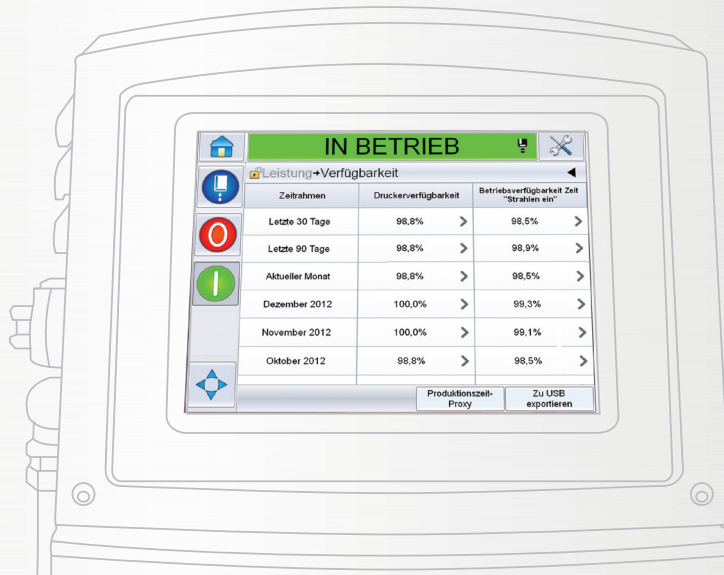 IN BETRIEB
Leistung→Verfügbarkeit
Zeitrahmen Druckerverfügbarkeit Betriebsverfügbarkeit Zeit
"Strahlen ein"
Letzte 30 Tage 98,8% 98,5%
Letzte 90 Tage 98,8% 98,9%
Aktueller Monat 98,8% 98,5%
Dezember 2012 100,0% 99,3%
November 2012 100,0% 99,1%
Oktober 2012 98,8% 98,5%
Produktionszeit-
Proxy
Zu USB
exportieren